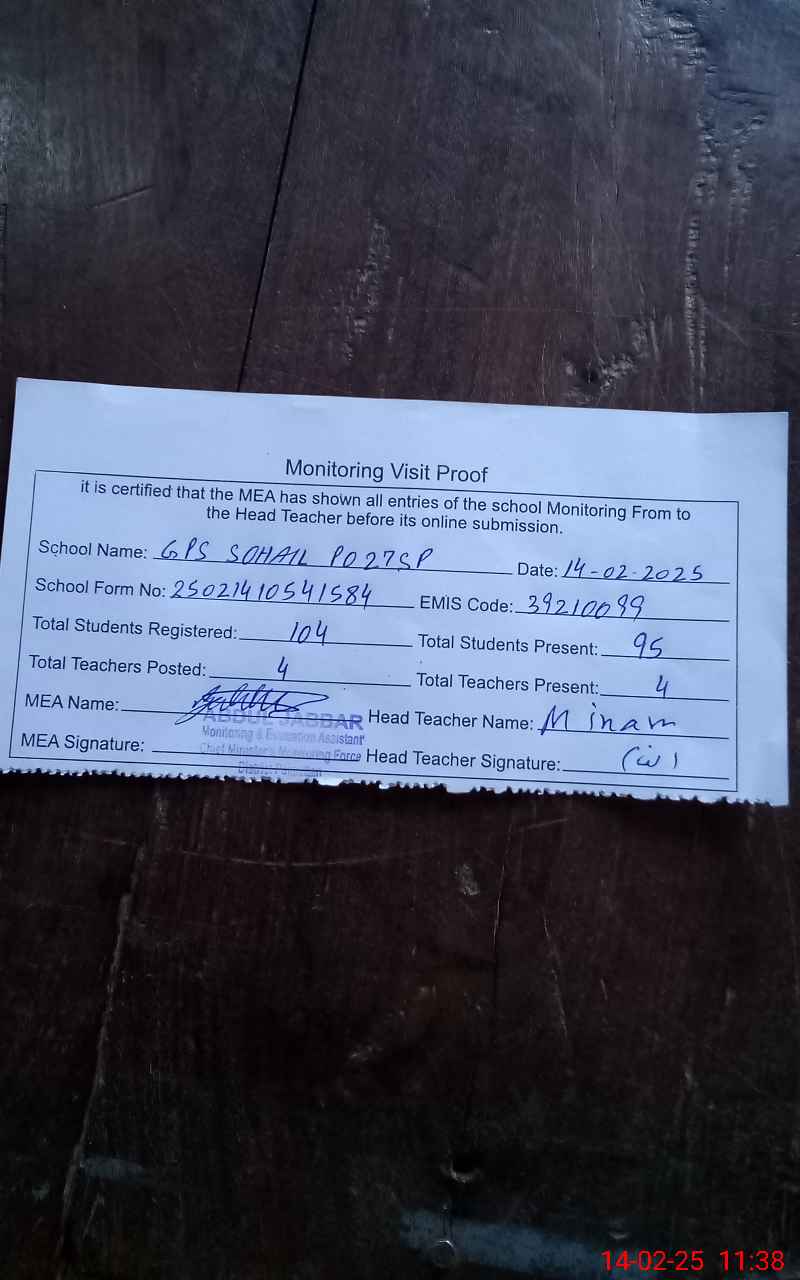 Monitoring Visit Proof
it is certified that the MEA has shown all entries of the school Monitoring From to
the Head Teacher before its online submission.
School Name: GPS SOHAIL PO 27SP Date: 14-02-2025
School Form No: 25021410541584 EMIS Code: 39210099
Total Students Registered: 104 Total Students Present: 95
Total Teachers Posted: 4 Total Teachers Present: 4
MEA Name: Head Teacher Name: M inam
ABDUL JABBAR
Monitoring & Evaluation Assistant
MEA Signature: Head Teacher Signature:
Chief Minister's Monitoring Force
District Pakpattan
14-02-25 11:38